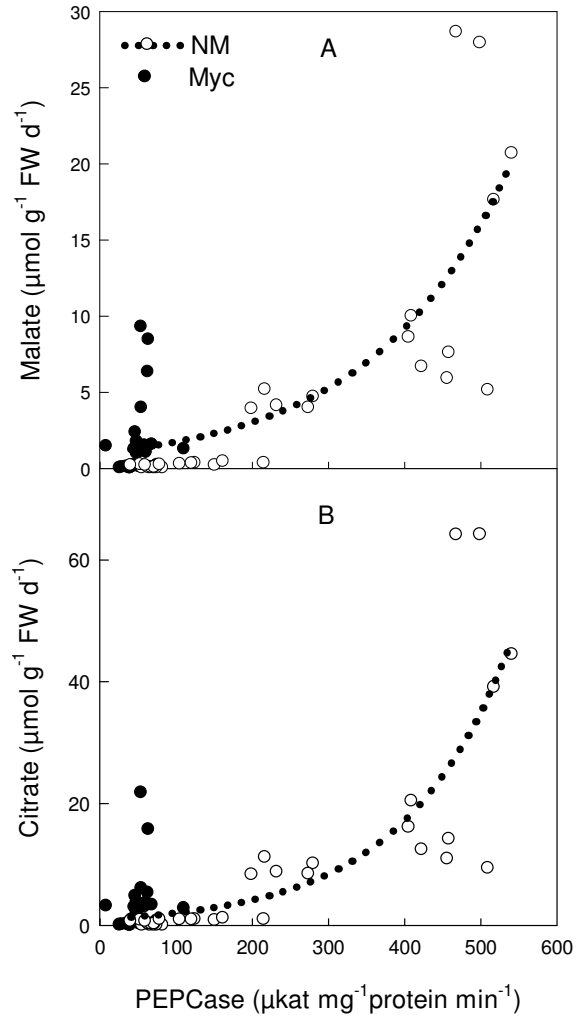 30
25
20
15
10
5
0
Malate (µmol g⁻¹ FW d⁻¹)
NM
Myc
A
60
40
20
0
Citrate (µmol g⁻¹ FW d⁻¹)
B
0 100 200 300 400 500 600
PEPCase (µkat mg⁻¹protein min⁻¹)